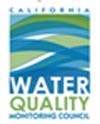 CALIFORNIA
WATER
QUALITY
MONITORING COUNCIL